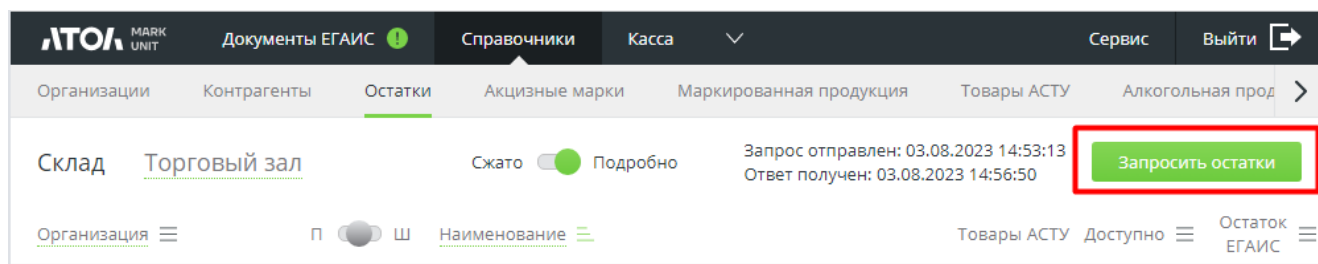 АТОЛ MARK UNIT Документы ЕГАИС ! Справочники Касса Сервис Выйти
Организации Контрагенты Остатки Акцизные марки Маркированная продукция Товары АСТУ Алкогольная прод
Склад Торговый зал Сжато Подробно Запрос отправлен: 03.08.2023 14:53:13 Запросить остатки
Ответ получен: 03.08.2023 14:56:50
Организация П Ш Наименование Товары АСТУ Доступно Остаток ЕГАИС